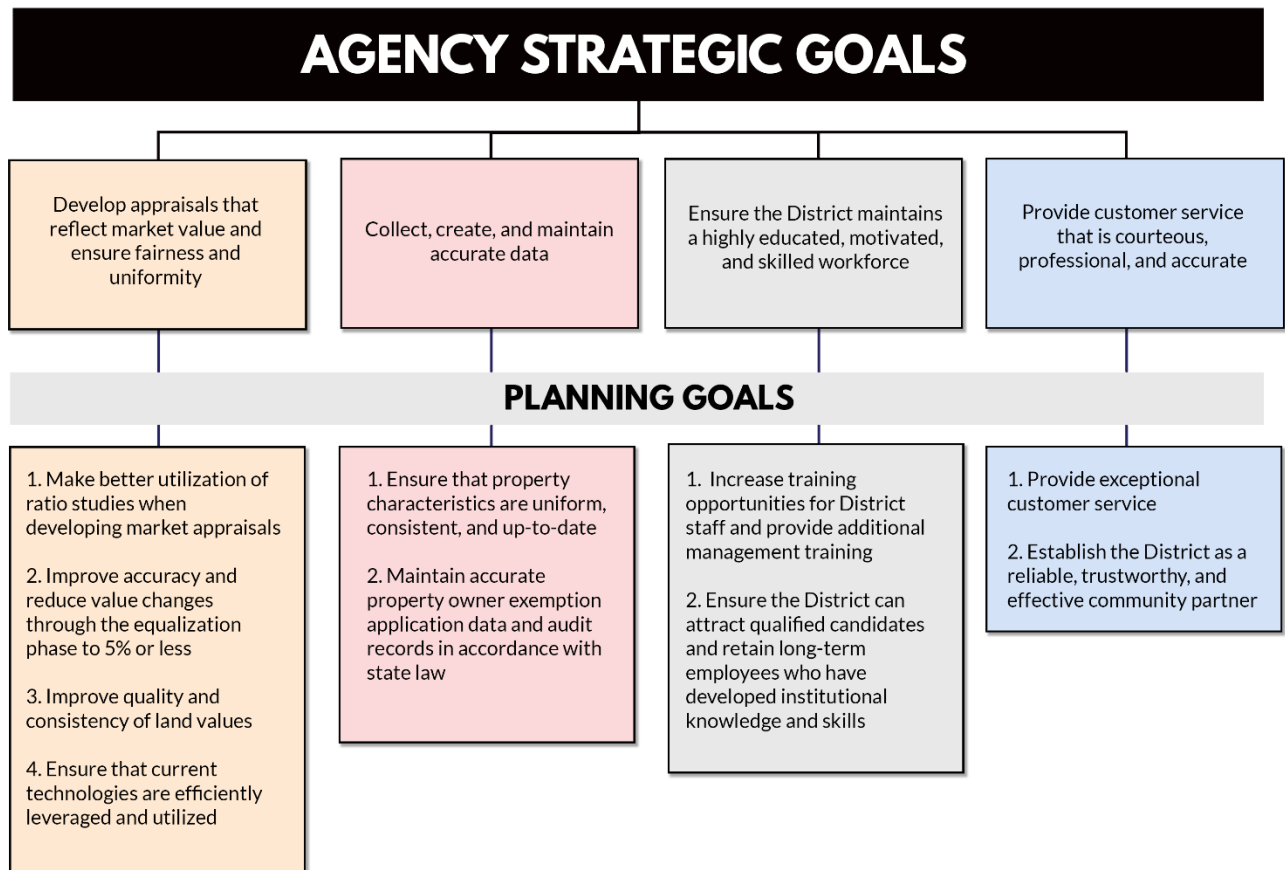 AGENCY STRATEGIC GOALS
Develop appraisals that
reflect market value and
ensure fairness and
uniformity
Collect, create, and maintain
accurate data
Ensure the District maintains
a highly educated, motivated,
and skilled workforce
Provide customer service
that is courteous,
professional, and accurate
PLANNING GOALS
1. Make better utilization of
ratio studies when
developing market appraisals
2. Improve accuracy and
reduce value changes
through the equalization
phase to 5% or less
3. Improve quality and
consistency of land values
4. Ensure that current
technologies are efficiently
leveraged and utilized
1. Ensure that property
characteristics are uniform,
consistent, and up-to-date
2. Maintain accurate
property owner exemption
application data and audit
records in accordance with
state law
1. Increase training
opportunities for District
staff and provide additional
management training
2. Ensure the District can
attract qualified candidates
and retain long-term
employees who have
developed institutional
knowledge and skills
1. Provide exceptional
customer service
2. Establish the District as a
reliable, trustworthy, and
effective community partner